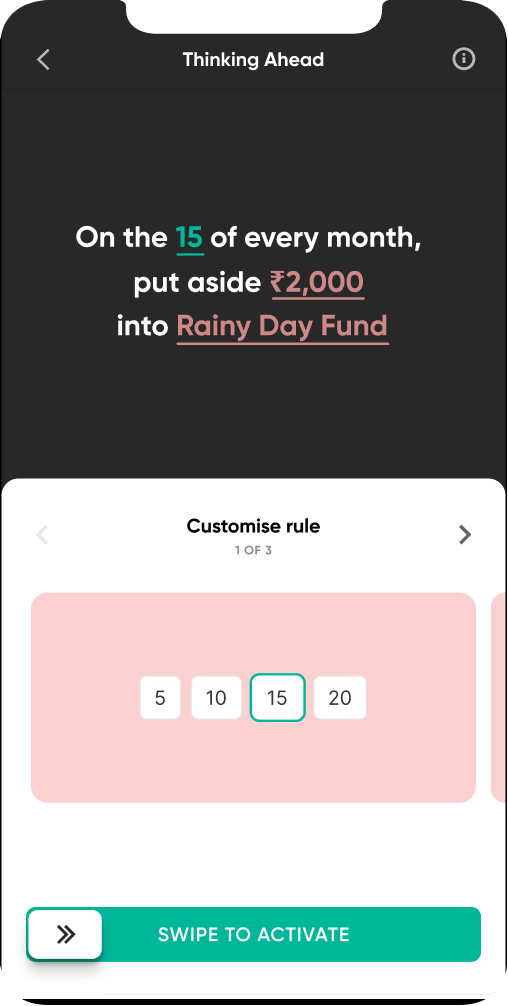 Thinking Ahead
On the 15 of every month,
put aside ₹2,000
into Rainy Day Fund
Customise rule
1 OF 3
5 10 15 20
SWIPE TO ACTIVATE